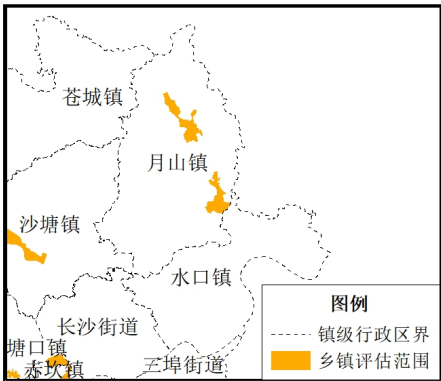 苍城镇
月山镇
沙塘镇
水口镇
长沙街道
塘口镇
赤坎镇
三埠街道
图例
镇级行政区界
乡镇评估范围